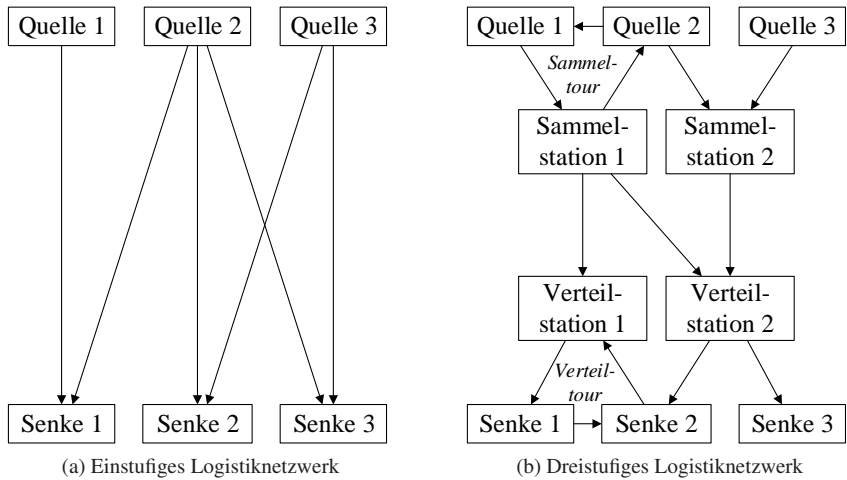 Quelle 1
Quelle 2
Quelle 3
Senke 1
Senke 2
Senke 3
(a) Einstufiges Logistiknetzwerk
Quelle 1
Quelle 2
Quelle 3
Sammel-
tour
Sammel-
station 1
Sammel-
station 2
Verteil-
station 1
Verteil-
station 2
Verteil-
tour
Senke 1
Senke 2
Senke 3
(b) Dreistufiges Logistiknetzwerk